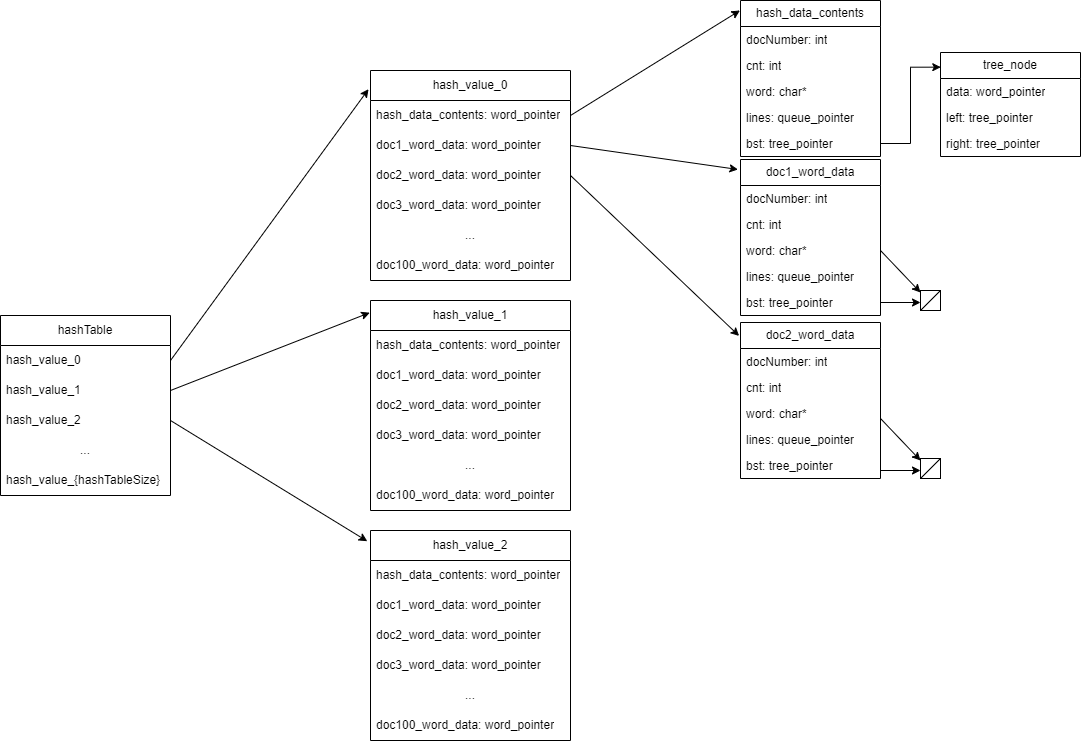 hashTable
hash_value_0
hash_value_1
hash_value_2
...
hash_value_{hashTableSize}
hash_value_0
hash_data_contents: word_pointer
doc1_word_data: word_pointer
doc2_word_data: word_pointer
doc3_word_data: word_pointer
...
doc100_word_data: word_pointer
hash_value_1
hash_data_contents: word_pointer
doc1_word_data: word_pointer
doc2_word_data: word_pointer
doc3_word_data: word_pointer
...
doc100_word_data: word_pointer
hash_value_2
hash_data_contents: word_pointer
doc1_word_data: word_pointer
doc2_word_data: word_pointer
doc3_word_data: word_pointer
...
doc100_word_data: word_pointer
hash_data_contents
docNumber: int
cnt: int
word: char*
lines: queue_pointer
bst: tree_pointer
doc1_word_data
docNumber: int
cnt: int
word: char*
lines: queue_pointer
bst: tree_pointer
doc2_word_data
docNumber: int
cnt: int
word: char*
lines: queue_pointer
bst: tree_pointer
tree_node
data: word_pointer
left: tree_pointer
right: tree_pointer